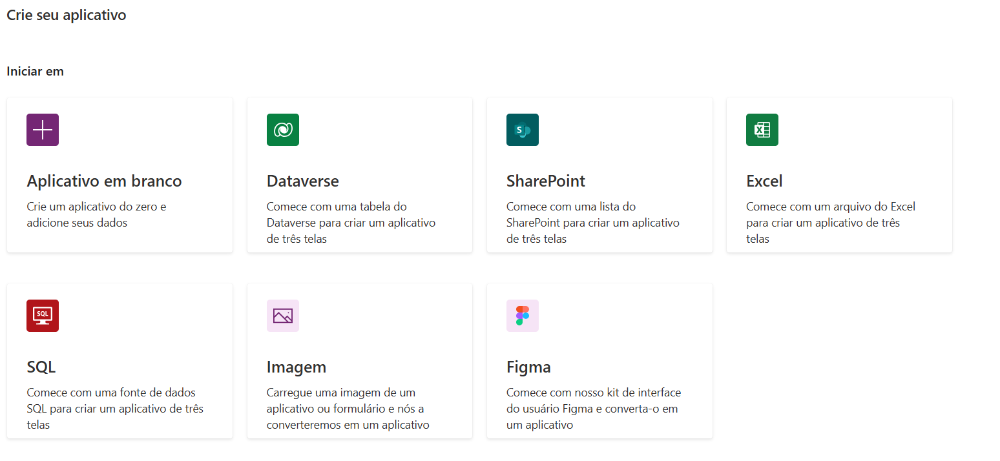 Crie seu aplicativo
Iniciar em
Aplicativo em branco
Crie um aplicativo do zero e
adicione seus dados
Dataverse
Comece com uma tabela do
Dataverse para criar um aplicativo
de três telas
S
SharePoint
Comece com uma lista do
SharePoint para criar um aplicativo
de três telas
X
Excel
Comece com um arquivo do Excel
para criar um aplicativo de três
telas
SQL
SQL
Comece com uma fonte de dados
SQL para criar um aplicativo de três
telas
Imagem
Carregue uma imagem de um
aplicativo ou formulário e nós a
converteremos em um aplicativo
Figma
Comece com nosso kit de interface
do usuário Figma e converta-o em
um aplicativo